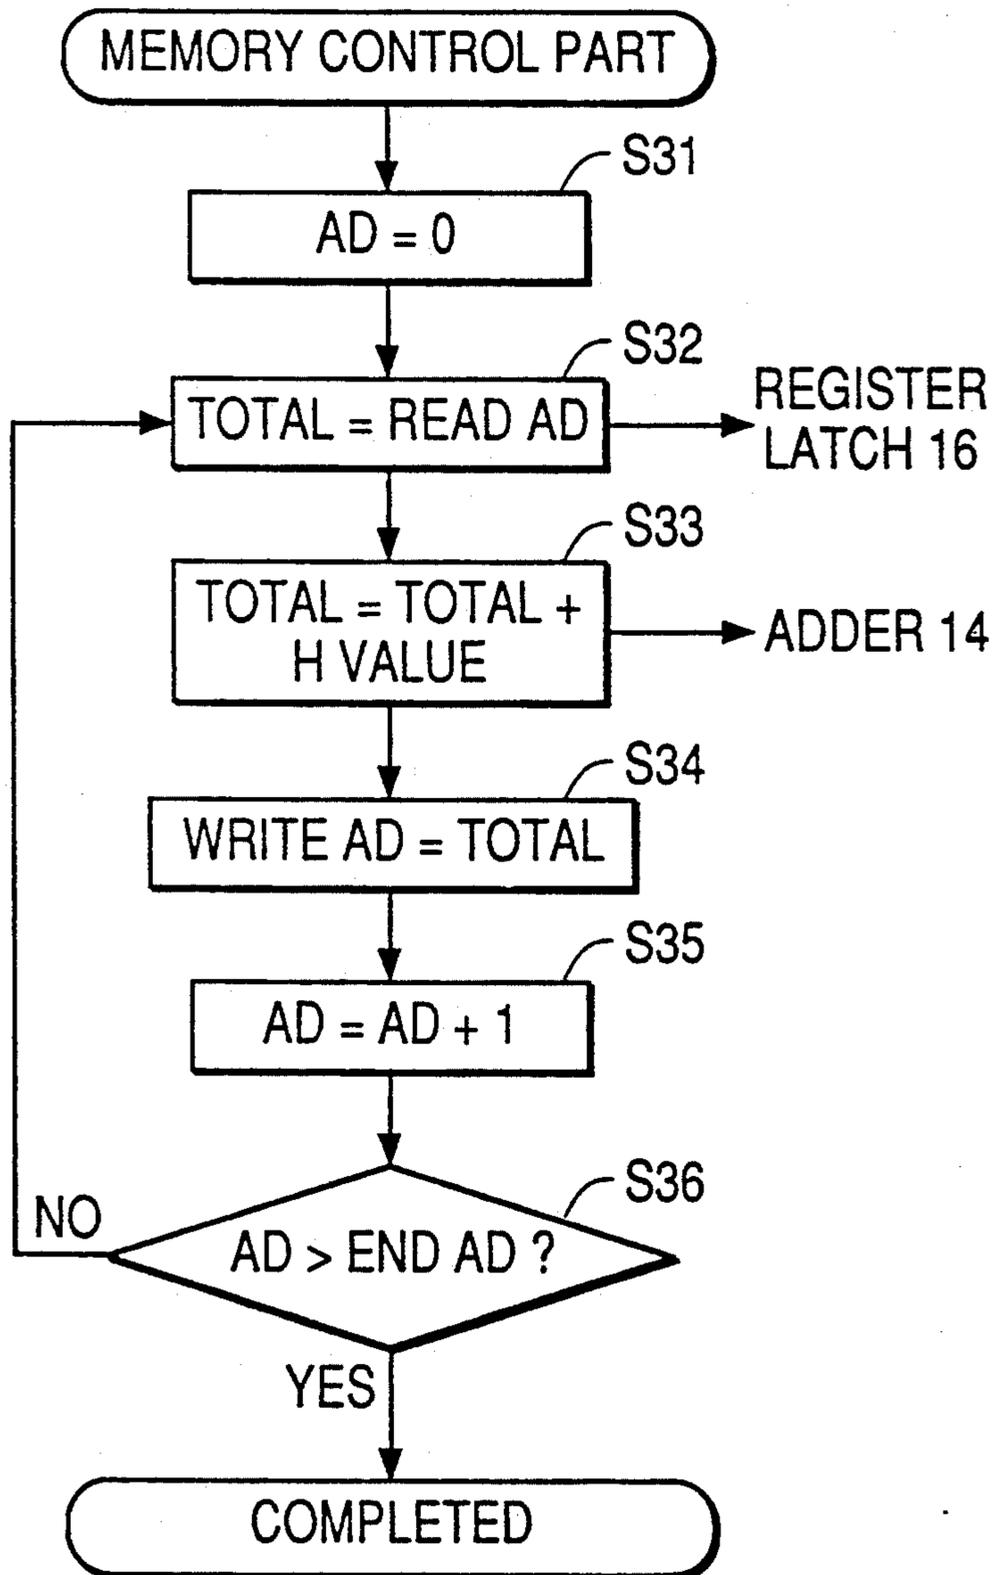 MEMORY CONTROL PART
S31
AD = 0
S32
TOTAL = READ AD
REGISTER
LATCH 16
S33
TOTAL = TOTAL +
H VALUE
ADDER 14
S34
WRITE AD = TOTAL
S35
AD = AD + 1
S36
AD > END AD ?
NO
YES
COMPLETED